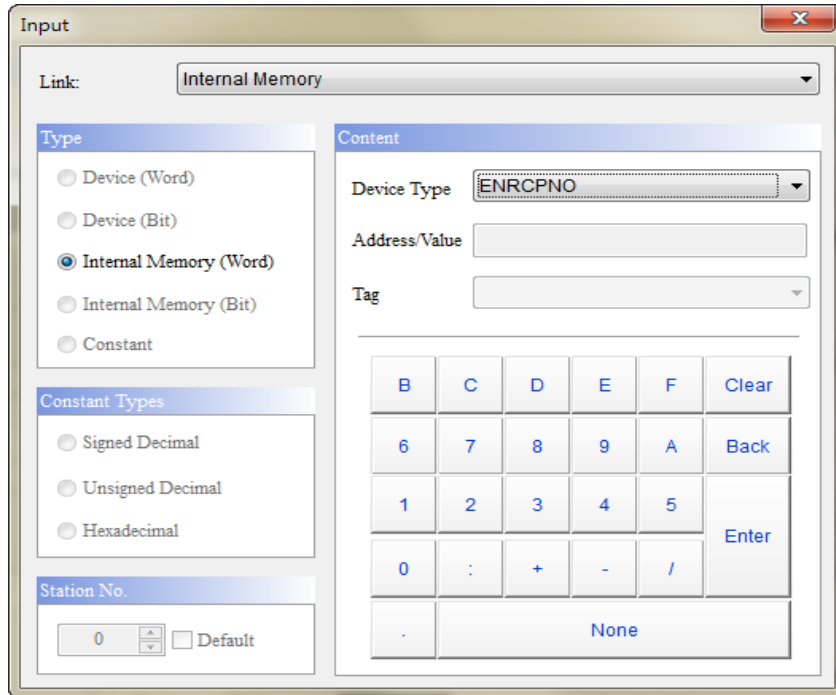 Input
Link:
Internal Memory
Type
Device (Word)
Device (Bit)
Internal Memory (Word)
Internal Memory (Bit)
Constant
Constant Types
Signed Decimal
Unsigned Decimal
Hexadecimal
Station No.
0
Default
Content
Device Type
ENRCPNO
Address/Value
Tag
B C D E F Clear
6 7 8 9 A Back
1 2 3 4 5
Enter
0 : + - /
. None